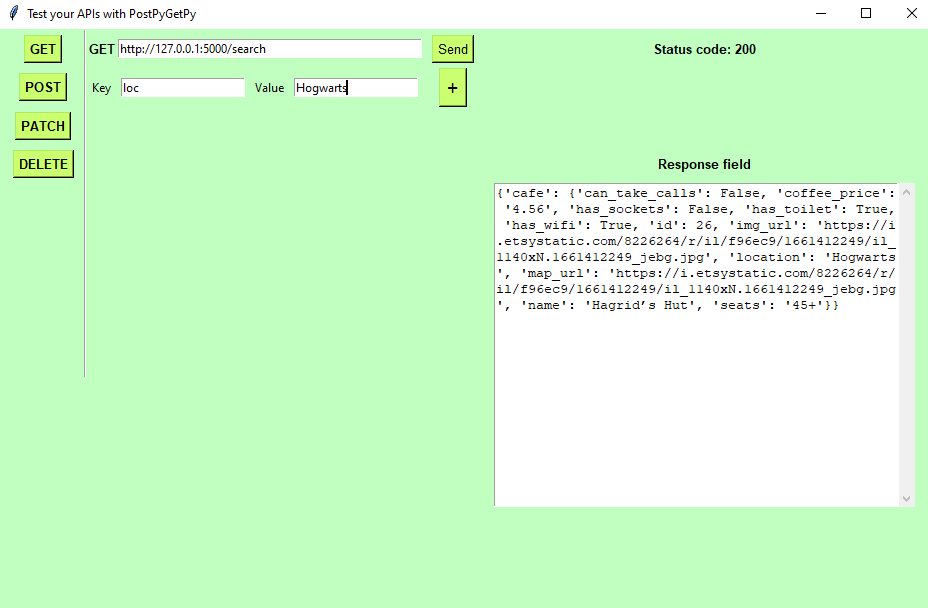 Test your APIs with PostPyGetPy
GET
POST
PATCH
DELETE
GET http://127.0.0.1:5000/search Send
Key loc Value Hogwarts +
Status code: 200
Response field
{'cafe': {'can_take_calls': False, 'coffee_price':
'4.56', 'has_sockets': False, 'has_toilet': True,
'has_wifi': True, 'id': 26, 'img_url': 'https://i
.etsystatic.com/8226264/r/il/f96ec9/1661412249/il_
1140xN.1661412249_jebg.jpg', 'location': 'Hogwarts
', 'map_url': 'https://i.etsystatic.com/8226264/r/
il/f96ec9/1661412249/il_1140xN.1661412249_jebg.jpg
', 'name': 'Hagrid’s Hut', 'seats': '45+'}}